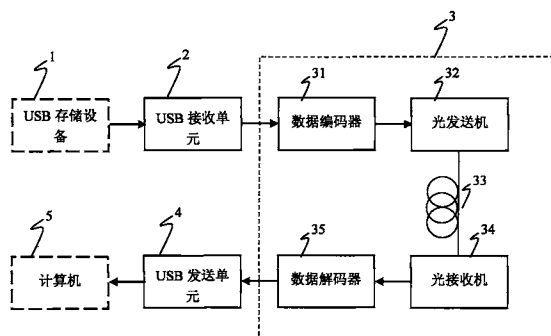 3
1
2
31
32
USB 存储设
备
USB 接收单
元
数据编码器
光发送机
33
5
4
35
34
计算机
USB 发送单
元
数据解码器
光接收机